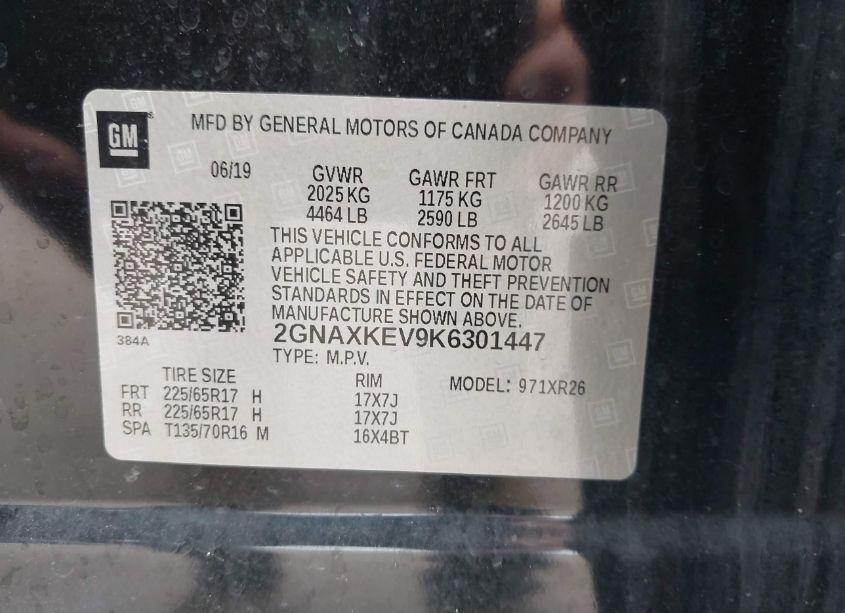 GM
MFD BY GENERAL MOTORS OF CANADA COMPANY
06/19 GVWR GAWR FRT GAWR RR
2025 KG 1175 KG 1200 KG
4464 LB 2590 LB 2645 LB
THIS VEHICLE CONFORMS TO ALL
APPLICABLE U.S. FEDERAL MOTOR
VEHICLE SAFETY AND THEFT PREVENTION
STANDARDS IN EFFECT ON THE DATE OF
MANUFACTURE SHOWN ABOVE.
2GNAXKEV9K6301447
384A
TYPE: M.P.V.
TIRE SIZE RIM MODEL: 971XR26
FRT 225/65R17 H 17X7J
RR 225/65R17 H 17X7J
SPA T135/70R16 M 16X4BT